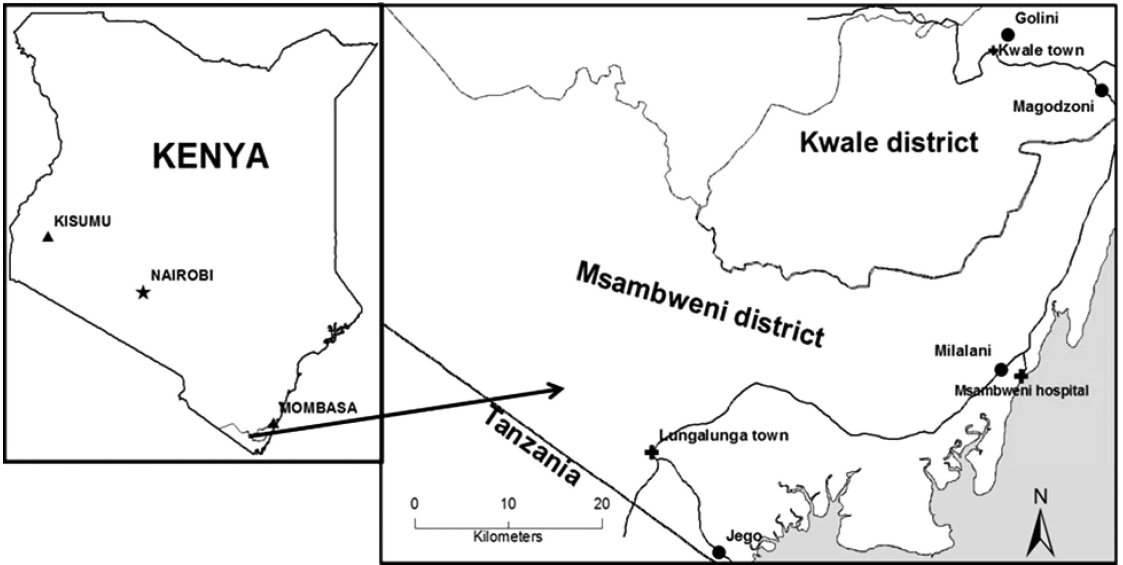 KENYA
KISUMU
NAIROBI
MOMBASA
Golini
Kwale town
Magodzoni
Kwale district
Msambweni district
Milalani
Msambweni hospital
Lungalunga town
Tanzania
0 10 20
Kilometers
Jego
N